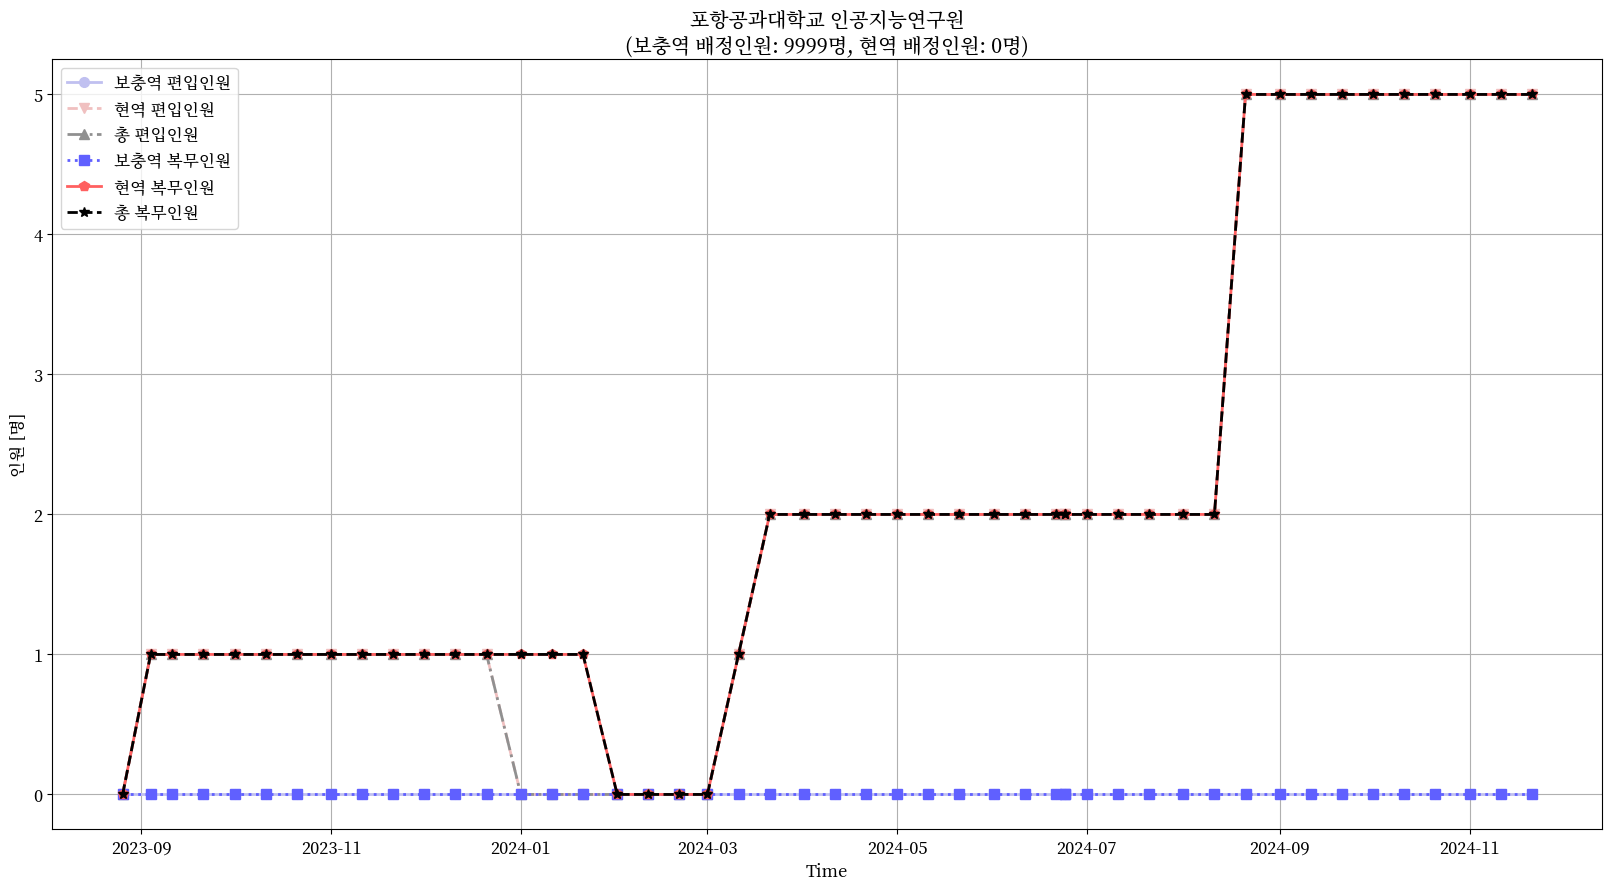 포항공과대학교 인공지능연구원
(보충역 배정인원: 9999명, 현역 배정인원: 0명)
보충역 편입인원
현역 편입인원
총 편입인원
보충역 복무인원
현역 복무인원
총 복무인원
인원 [명]
5
4
3
2
1
0
2023-09
2023-11
2024-01
2024-03
2024-05
2024-07
2024-09
2024-11
Time